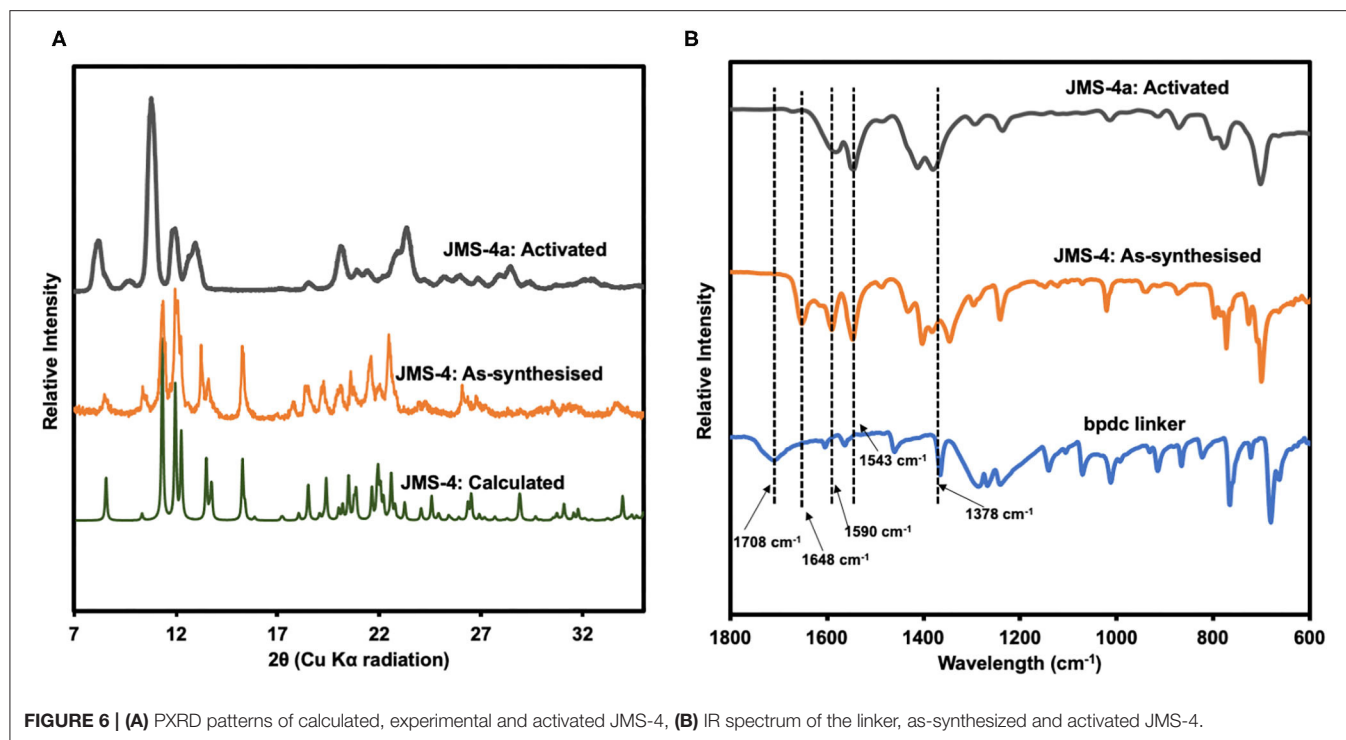 A
Relative Intensity
JMS-4a: Activated
JMS-4: As-synthesised
JMS-4: Calculated
7 12 17 22 27 32
2θ (Cu Kα radiation)
B
Relative Intensity
JMS-4a: Activated
JMS-4: As-synthesised
bpdc linker
1543 cm⁻¹
1378 cm⁻¹
1590 cm⁻¹
1708 cm⁻¹
1648 cm⁻¹
1800 1600 1400 1200 1000 800 600
Wavelength (cm⁻¹)
FIGURE 6 | (A) PXRD patterns of calculated, experimental and activated JMS-4, (B) IR spectrum of the linker, as-synthesized and activated JMS-4.